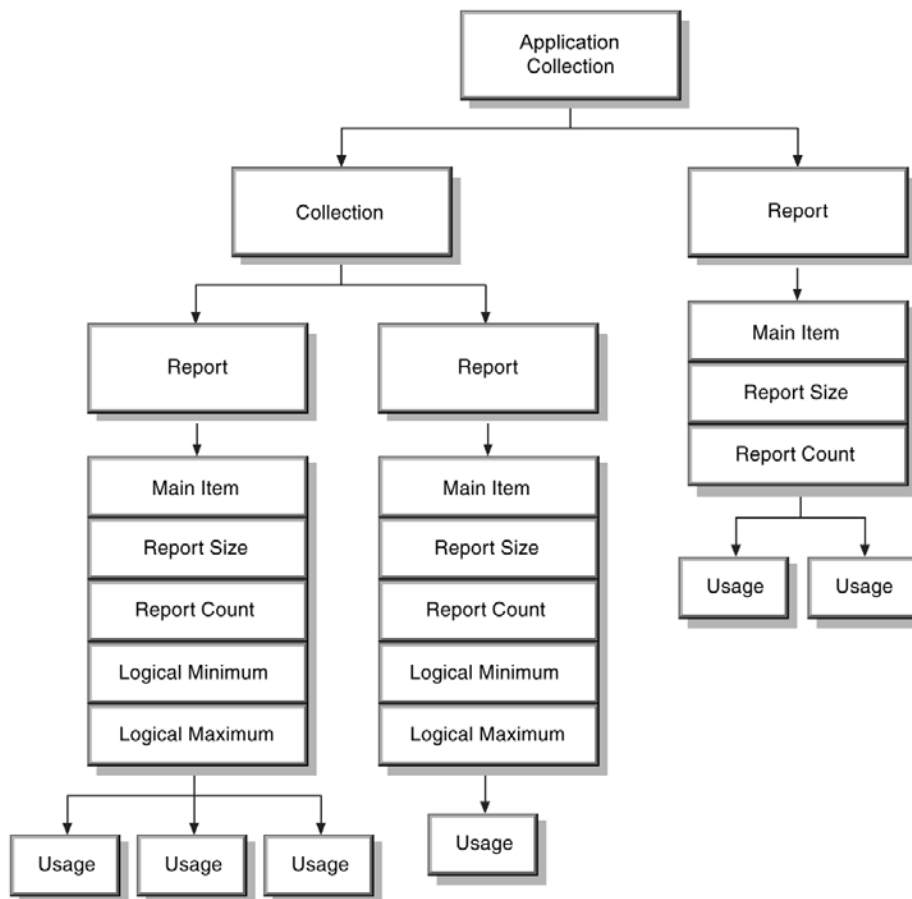 Application
Collection
Collection
Report
Report
Report
Main Item
Report Size
Report Count
Main Item
Report Size
Report Count
Logical Minimum
Logical Maximum
Main Item
Report Size
Report Count
Logical Minimum
Logical Maximum
Usage
Usage
Usage
Usage
Usage
Usage